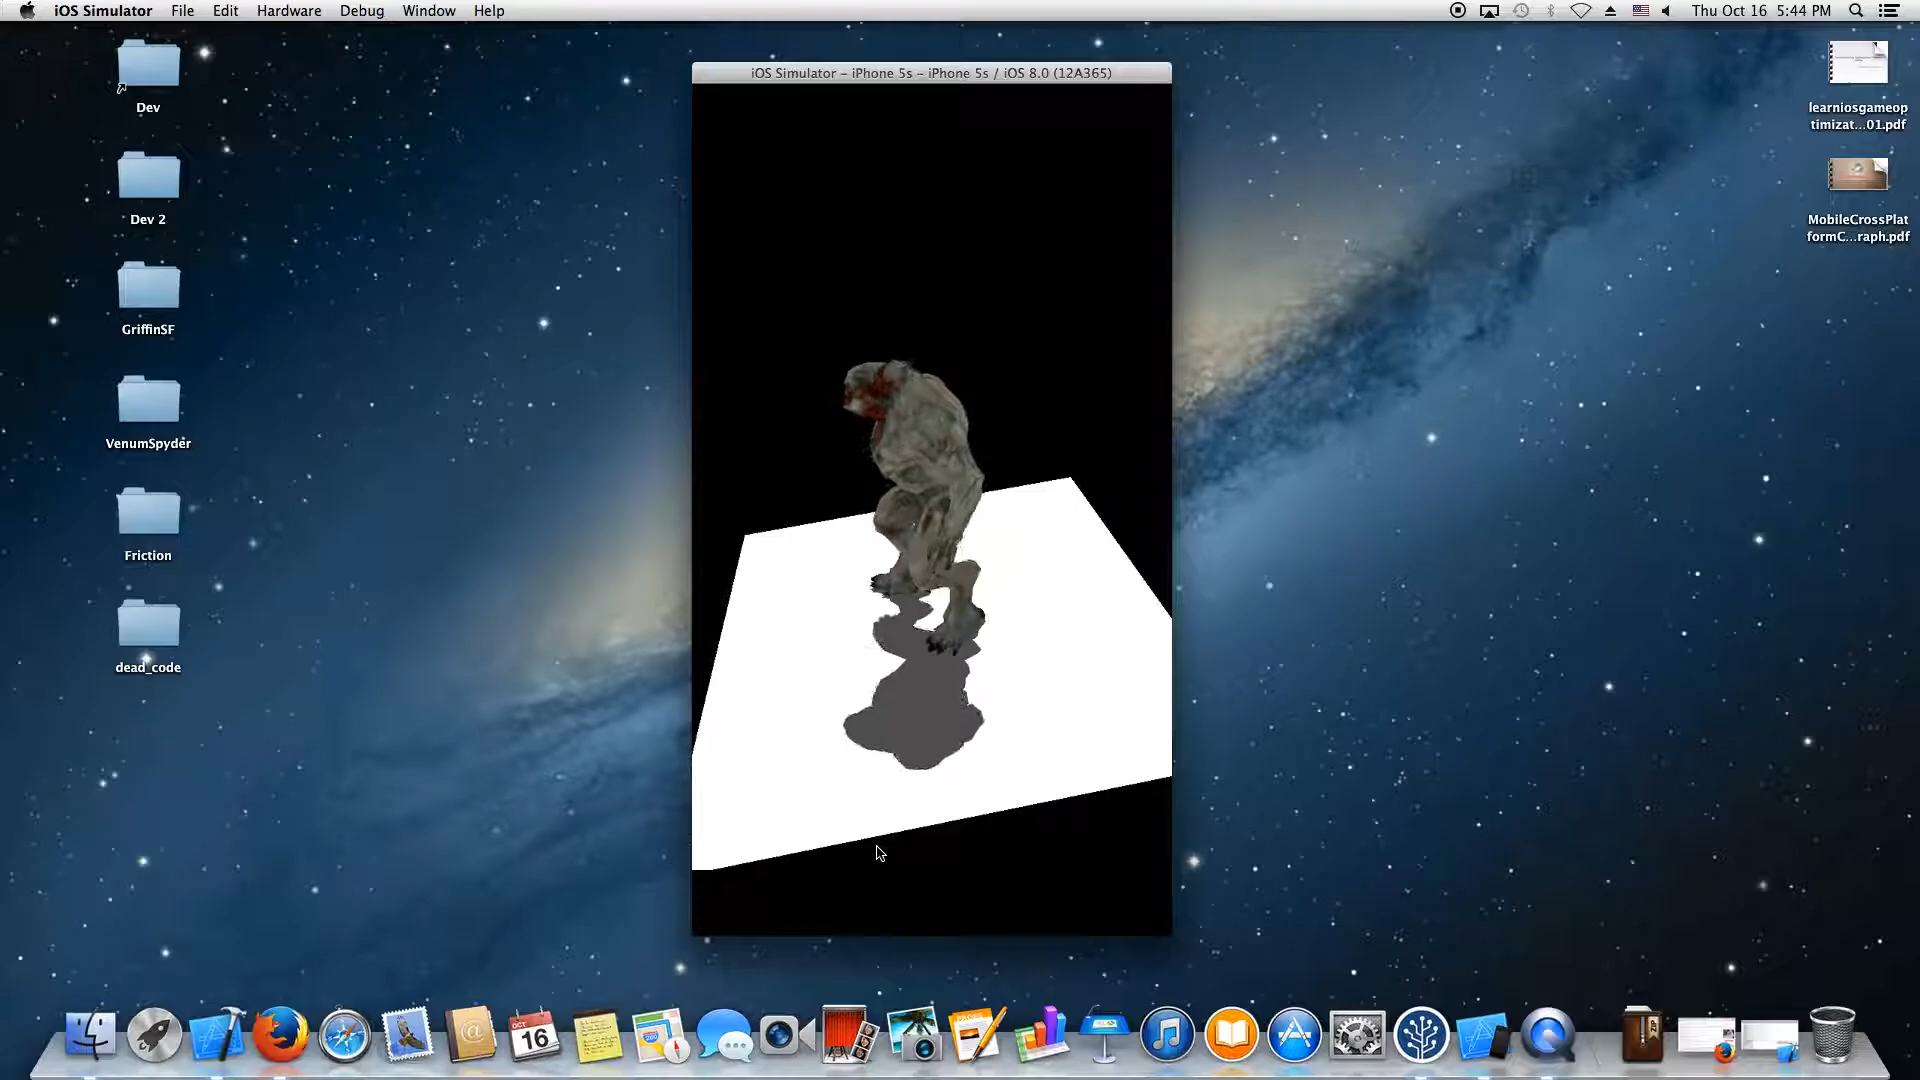 iOS Simulator File Edit Hardware Debug Window Help Thu Oct 16 5:44 PM
iOS Simulator – iPhone 5s – iPhone 5s / iOS 8.0 (12A365)
Dev
Dev 2
GriffinSF
VenumSpyder
Friction
dead_code
learniosgameop
timizat...01.pdf
MobileCrossPlat
formC...raph.pdf
OCT
16